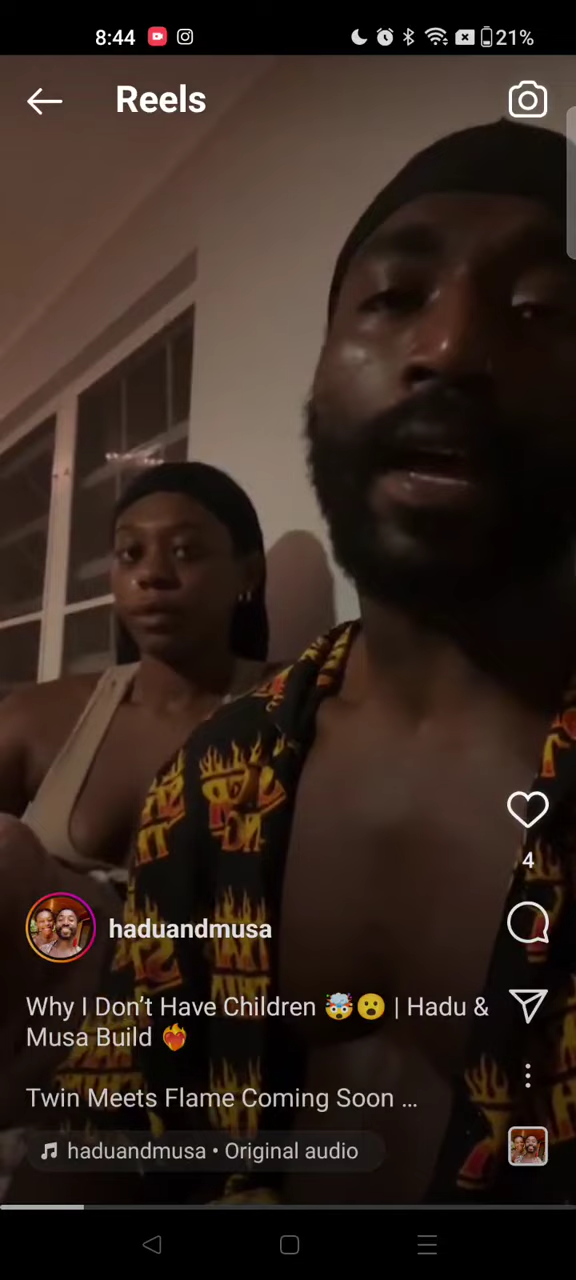 8:44
21%
Reels
4
haduandmusa
Why I Don't Have Children 🤯😮 | Hadu &
Musa Build ❤️‍🔥
Twin Meets Flame Coming Soon ...
haduandmusa • Original audio